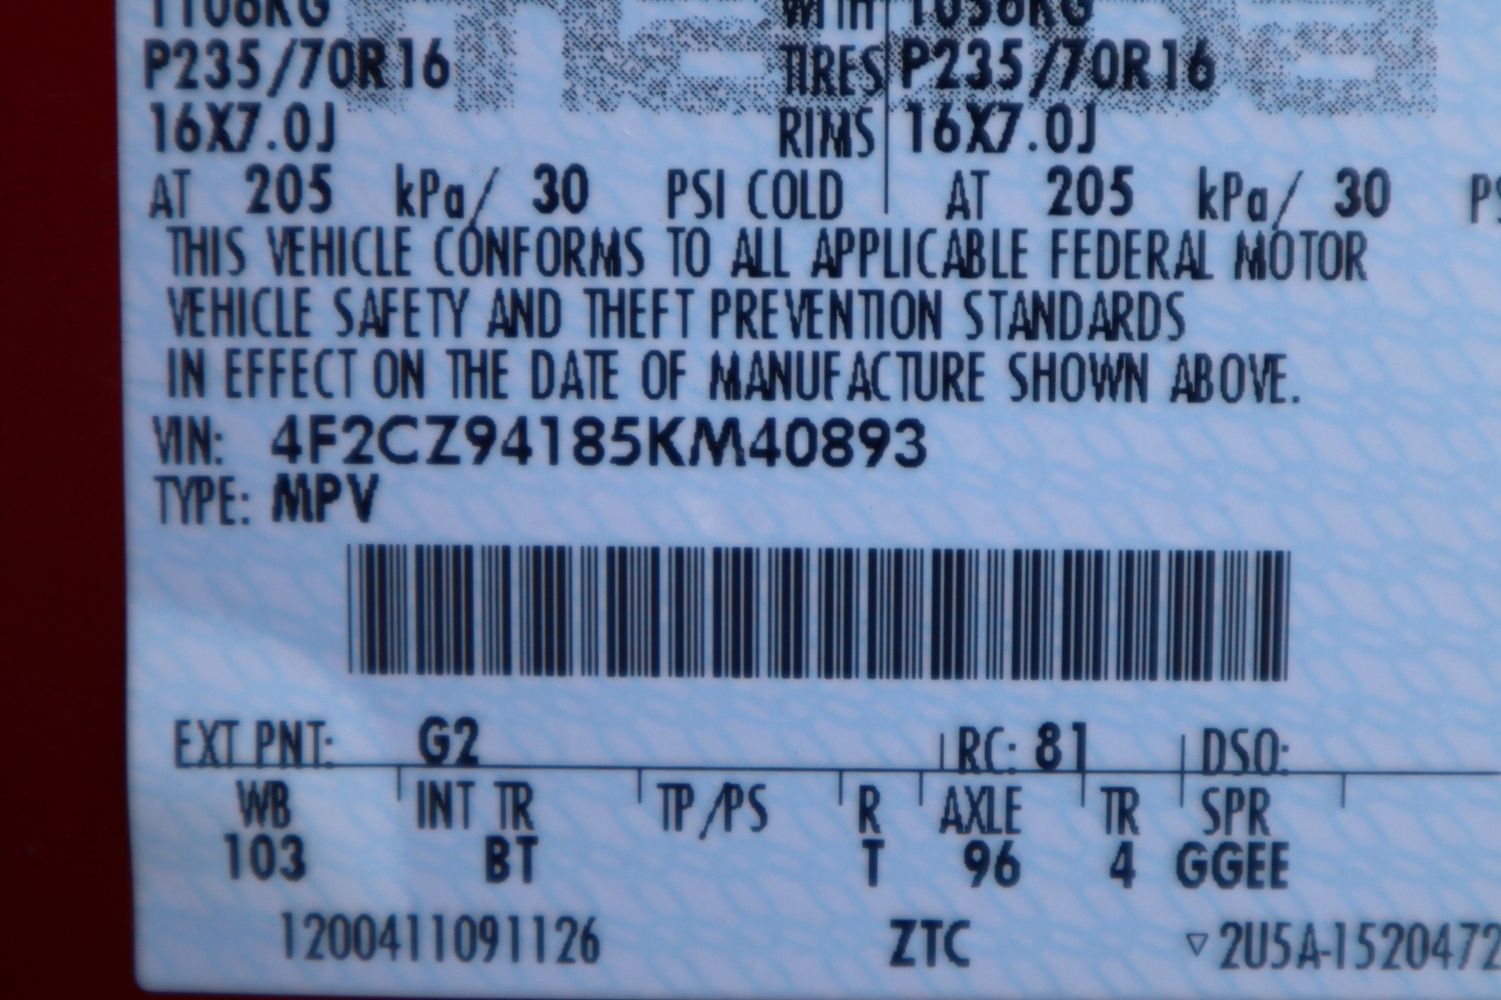 1108KG WITH 1058KG
P235/70R16 TIRES P235/70R16
16X7.0J RIMS 16X7.0J
AT 205 kPa/ 30 PSI COLD AT 205 kPa/ 30
THIS VEHICLE CONFORMS TO ALL APPLICABLE FEDERAL MOTOR
VEHICLE SAFETY AND THEFT PREVENTION STANDARDS
IN EFFECT ON THE DATE OF MANUFACTURE SHOWN ABOVE.
VIN: 4F2CZ94185KM40893
TYPE: MPV
EXT PNT: G2 RC: 81 DSO:
WB INT TR TP/PS R AXLE TR SPR
103 BT T 96 4 GGEE
1200411091126 ZTC ▽2U5A-1520472